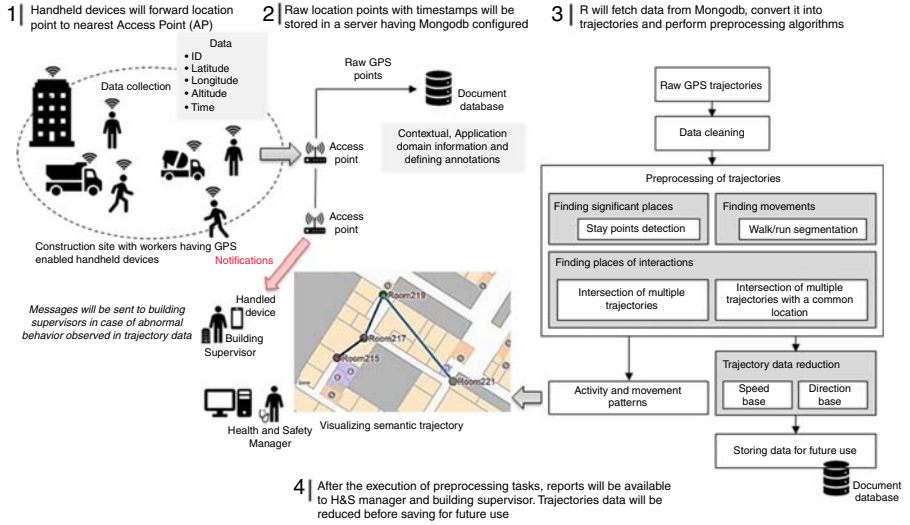 1
Handheld devices will forward location
point to nearest Access Point (AP)
2
Raw location points with timestamps will be
stored in a server having Mongodb configured
3
R will fetch data from Mongodb, convert it into
trajectories and perform preprocessing algorithms
Data
• ID
• Latitude
• Longitude
• Altitude
• Time
Data collection
Raw GPS
points
Document
database
Contextual, Application
domain information and
defining annotations
Access
point
Access
point
Construction site with workers having GPS
enabled handheld devices
Notifications
Messages will be sent to building
supervisors in case of abnormal
behavior observed in trajectory data
Handled
device
Building
Supervisor
Health and Safety
Manager
Room219
Room217
Room215
Room221
Visualizing semantic trajectory
Raw GPS trajectories
Data cleaning
Preprocessing of trajectories
Finding significant places
Stay points detection
Finding movements
Walk/run segmentation
Finding places of interactions
Intersection of multiple
trajectories
Intersection of multiple
trajectories with a common
location
Activity and movement
patterns
Trajectory data reduction
Speed
base
Direction
base
Storing data for future use
Document
database
4
After the execution of preprocessing tasks, reports will be available
to H&S manager and building supervisor. Trajectories data will be
reduced before saving for future use